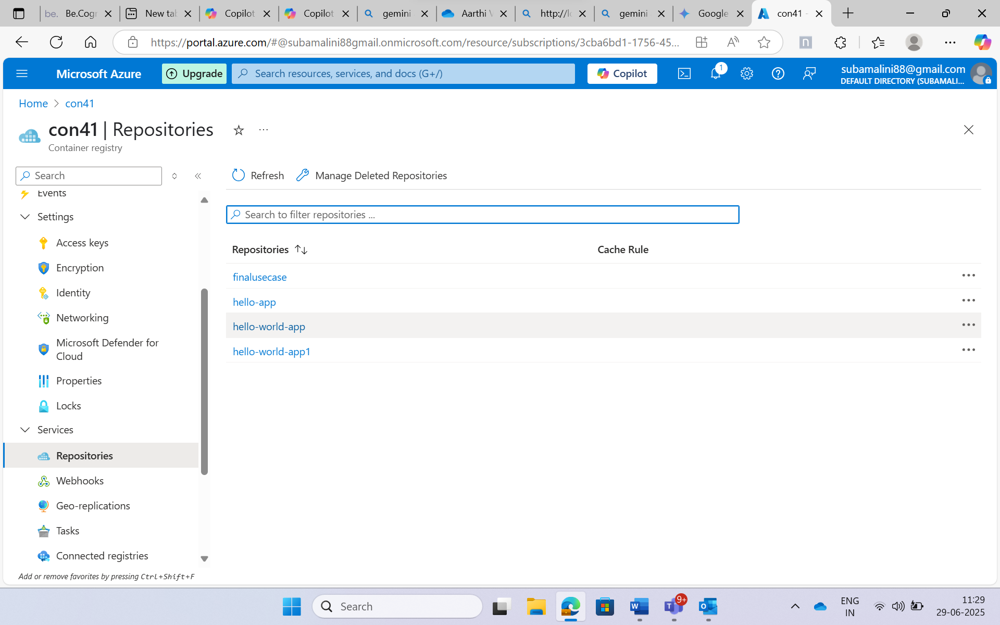 be. Be.Cogr
New tab
Copilot
Copilot
gemini
Aarthi V
http://lo
gemini
Google
con41 -
https://portal.azure.com/#@subamalini88gmail.onmicrosoft.com/resource/subscriptions/3cba6bd1-1756-45...
n
Microsoft Azure
Upgrade
Search resources, services, and docs (G+/)
Copilot
1
subamalini88@gmail.com
DEFAULT DIRECTORY (SUBAMALI...
Home > con41
con41 | Repositories
Container registry
Search
Refresh
Manage Deleted Repositories
Events
Settings
Access keys
Encryption
Identity
Networking
Microsoft Defender for
Cloud
Properties
Locks
Services
Repositories
Webhooks
Geo-replications
Tasks
Connected registries
Add or remove favorites by pressing Ctrl+Shift+F
Search to filter repositories ...
Repositories
Cache Rule
finalusecase
hello-app
hello-world-app
hello-world-app1
Search
9+
ENG
IN
11:29
29-06-2025